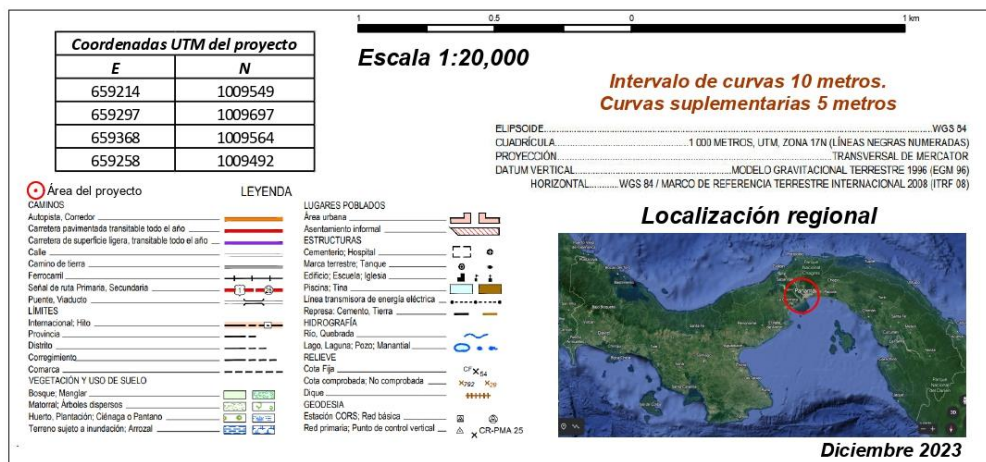 1 0.5 0 1 km
Coordenadas UTM del proyecto
E N
659214 1009549
659297 1009697
659368 1009564
659258 1009492
Escala 1:20,000
Intervalo de curvas 10 metros.
Curvas suplementarias 5 metros
ELIPSOIDE WGS 84
CUADRÍCULA 1 000 METROS, UTM, ZONA 17N (LÍNEAS NEGRAS NUMERADAS)
PROYECCIÓN TRANSVERSAL DE MERCATOR
DATUM VERTICAL MODELO GRAVITACIONAL TERRESTRE 1996 (EGM 96)
HORIZONTAL WGS 84 / MARCO DE REFERENCIA TERRESTRE INTERNACIONAL 2008 (ITRF 08)
Área del proyecto LEYENDA
CAMINOS
Autopista, Corredor
Carretera pavimentada transitable todo el año
Carretera de superficie ligera, transitable todo el año
Calle
Camino de tierra
Ferrocarril
Señal de ruta Primaria, Secundaria 1
Puente, Viaducto
LÍMITES
Internacional; Hito
Provincia
Distrito
Corregimiento
Comarca
VEGETACIÓN Y USO DE SUELO
Bosque; Manglar
Matorral; Árboles dispersos
Huerto, Plantación; Ciénaga o Pantano
Terreno sujeto a inundación; Arrozal
LUGARES POBLADOS
Área urbana
Asentamiento informal
ESTRUCTURAS
Cementerio; Hospital
Marca terrestre; Tanque
Edificio; Escuela; Iglesia
Piscina; Tina
Línea transmisora de energía eléctrica
Represa: Cemento, Tierra
HIDROGRAFÍA
Río, Quebrada
Lago, Laguna; Pozo; Manantial
RELIEVE
Cota Fija CF 54
Cota comprobada; No comprobada 792
Dique
GEODESIA
Estación CORS; Red básica
Red primaria; Punto de control vertical CR-PMA 25
Localización regional
Panamá
Diciembre 2023